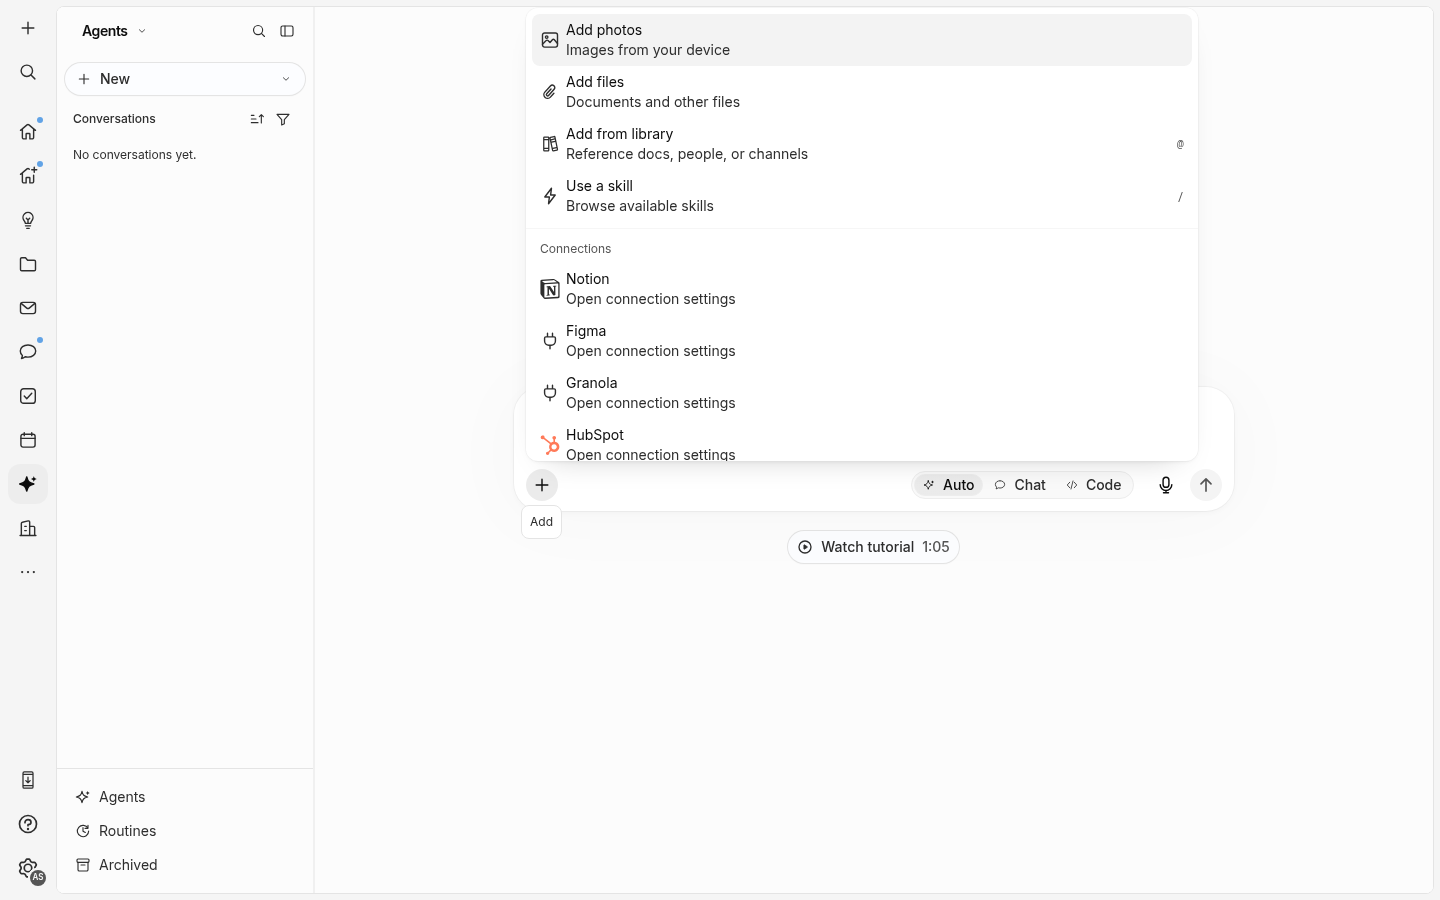 Agents
New
Conversations
No conversations yet.
Agents
Routines
Archived
AS
Add photos
Images from your device
Add files
Documents and other files
Add from library
Reference docs, people, or channels
@
Use a skill
Browse available skills
/
Connections
Notion
Open connection settings
Figma
Open connection settings
Granola
Open connection settings
HubSpot
Open connection settings
Auto
Chat
Code
Add
Watch tutorial 1:05